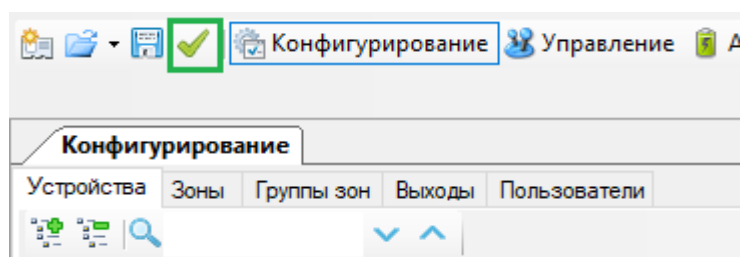 Конфигурирование Управление А
Конфигурирование
Устройства Зоны Группы зон Выходы Пользователи